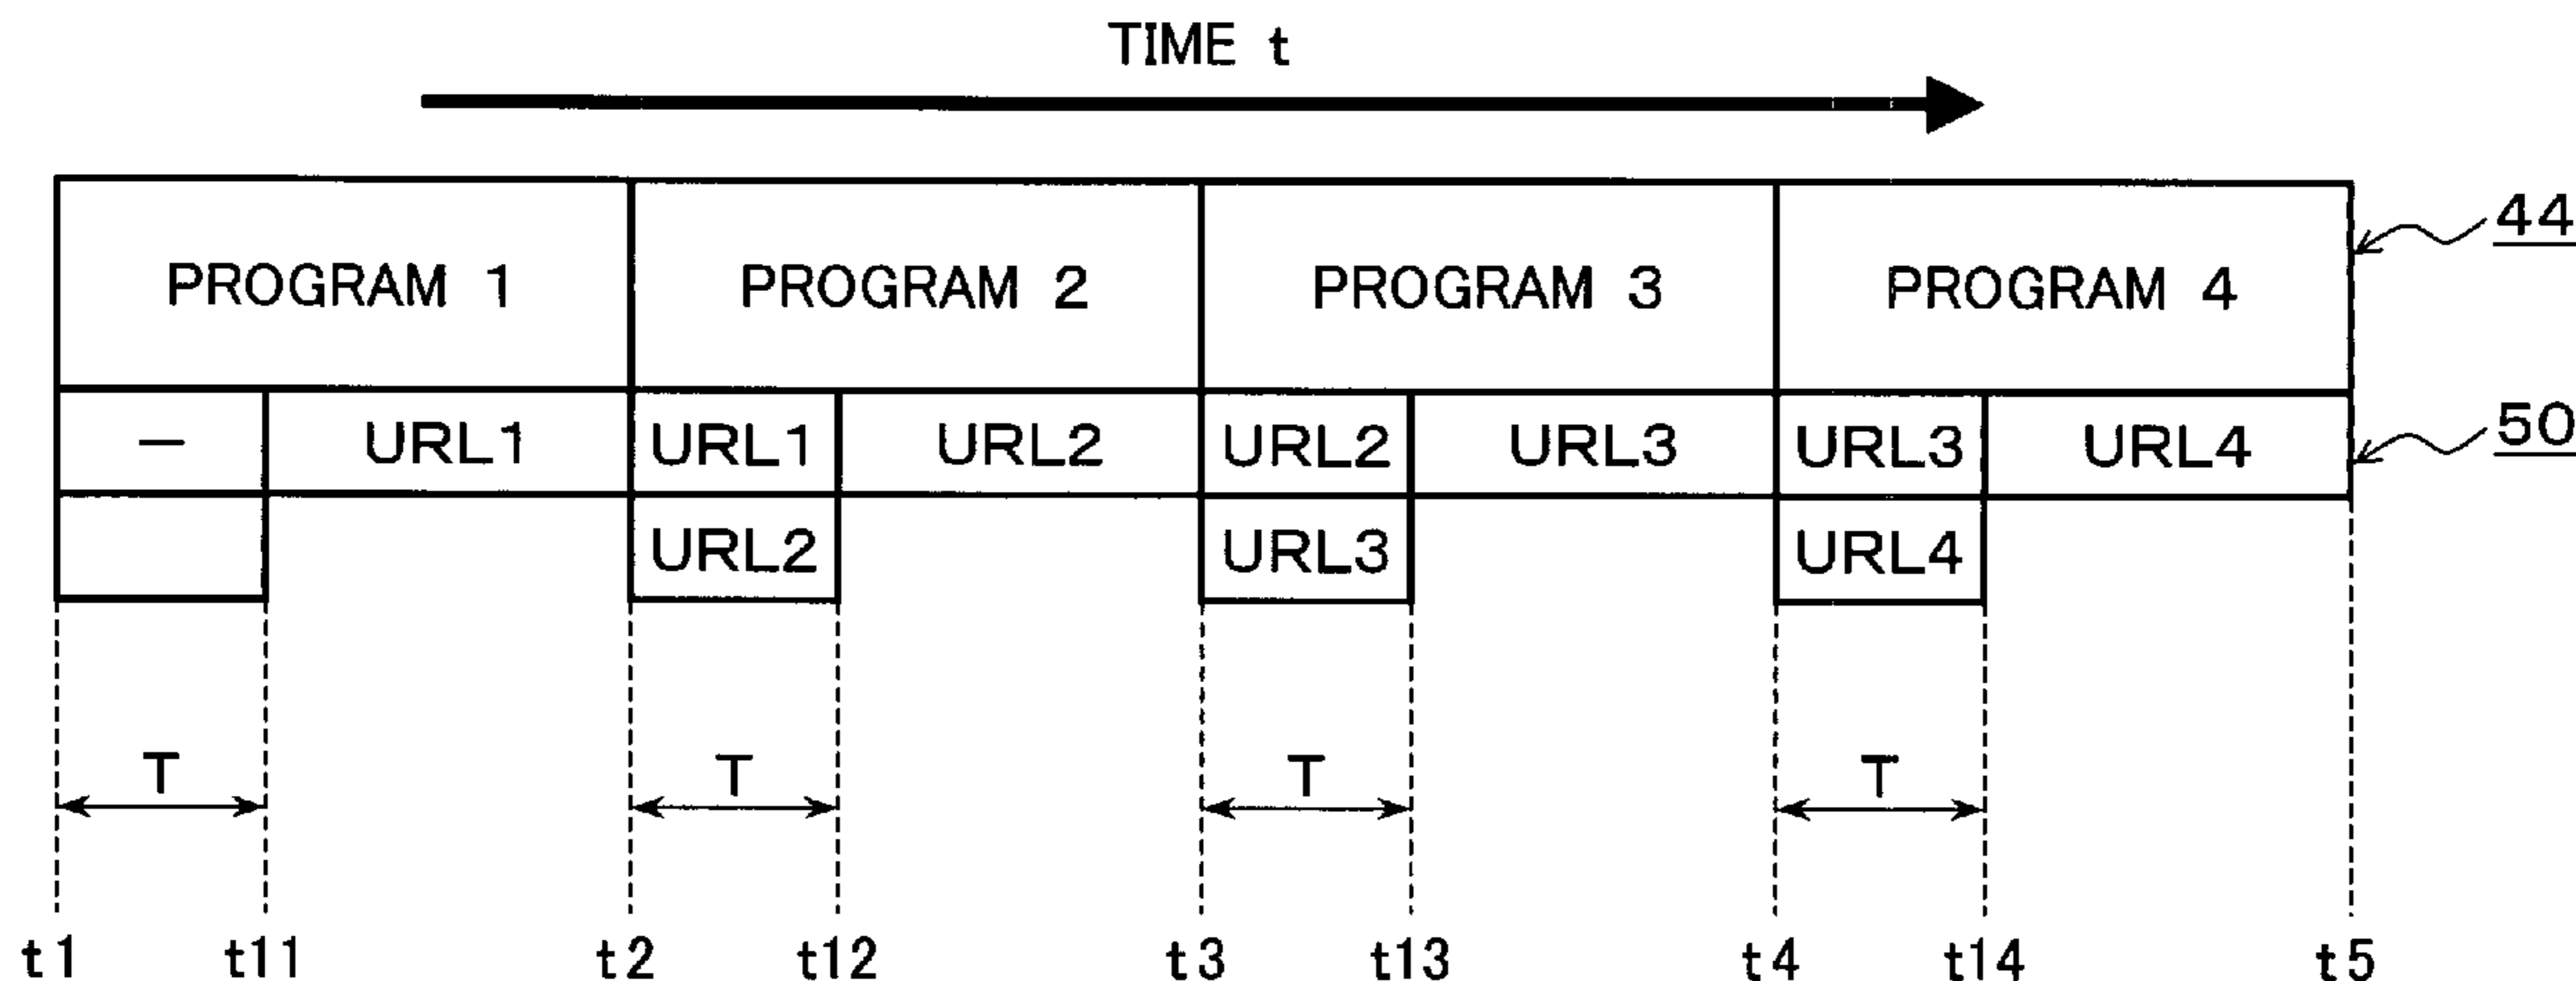 TIME t
PROGRAM 1 PROGRAM 2 PROGRAM 3 PROGRAM 4 44
— URL1 URL1 URL2 URL2 URL3 URL3 URL4 50
URL2 URL3 URL4
T T T T
t1 t11 t2 t12 t3 t13 t4 t14 t5